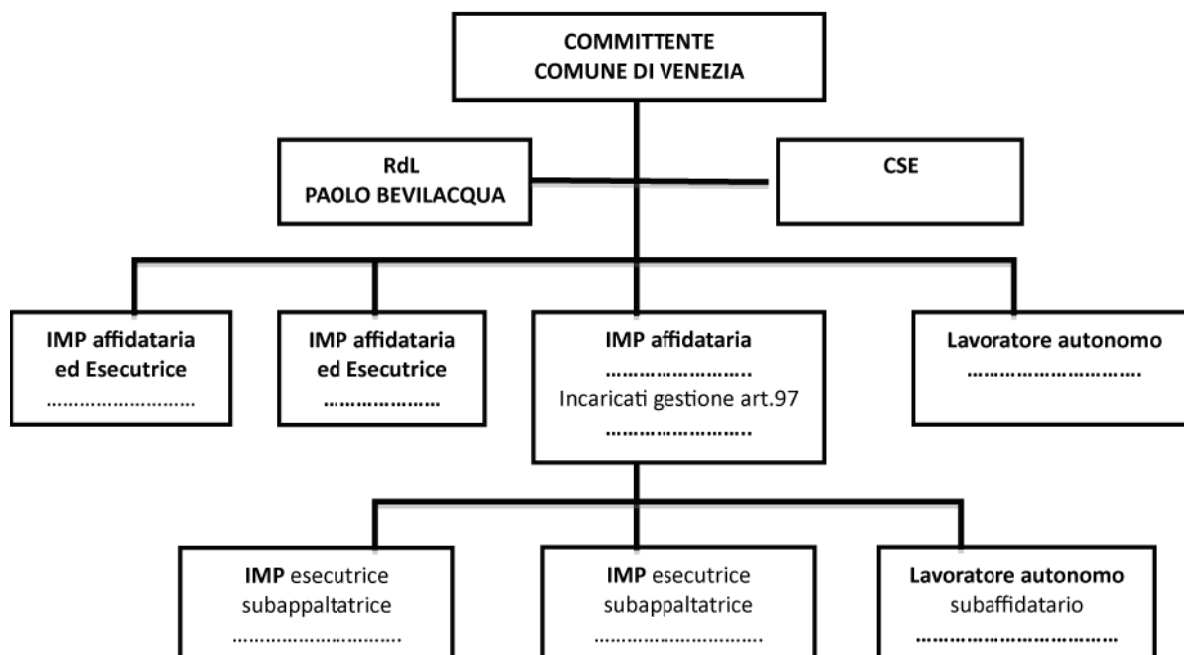 COMMITTENTE
COMUNE DI VENEZIA
RdL
PAOLO BEVILACQUA
CSE
IMP affidataria
ed Esecutrice
...........................
IMP affidataria
ed Esecutrice
.....................
IMP affidataria
..........................
Incaricati gestione art.97
..........................
Lavoratore autonomo
...............................
IMP esecutrice
subappaltatrice
...............................
IMP esecutrice
subappaltatrice
...............................
Lavoratore autonomo
subaffidatario
....................................